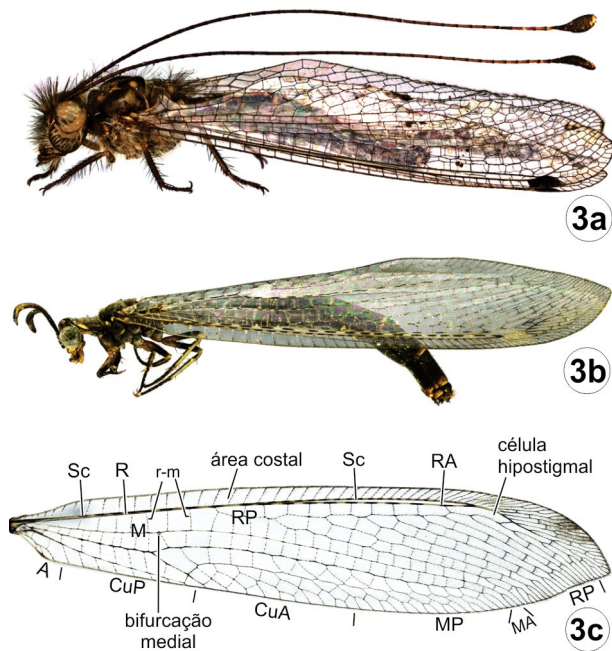 3a
3b
Sc R r-m área costal Sc RA célula
hipostigmal
M RP
A CuP CuA MP MA RP
bifurcação
medial
3c